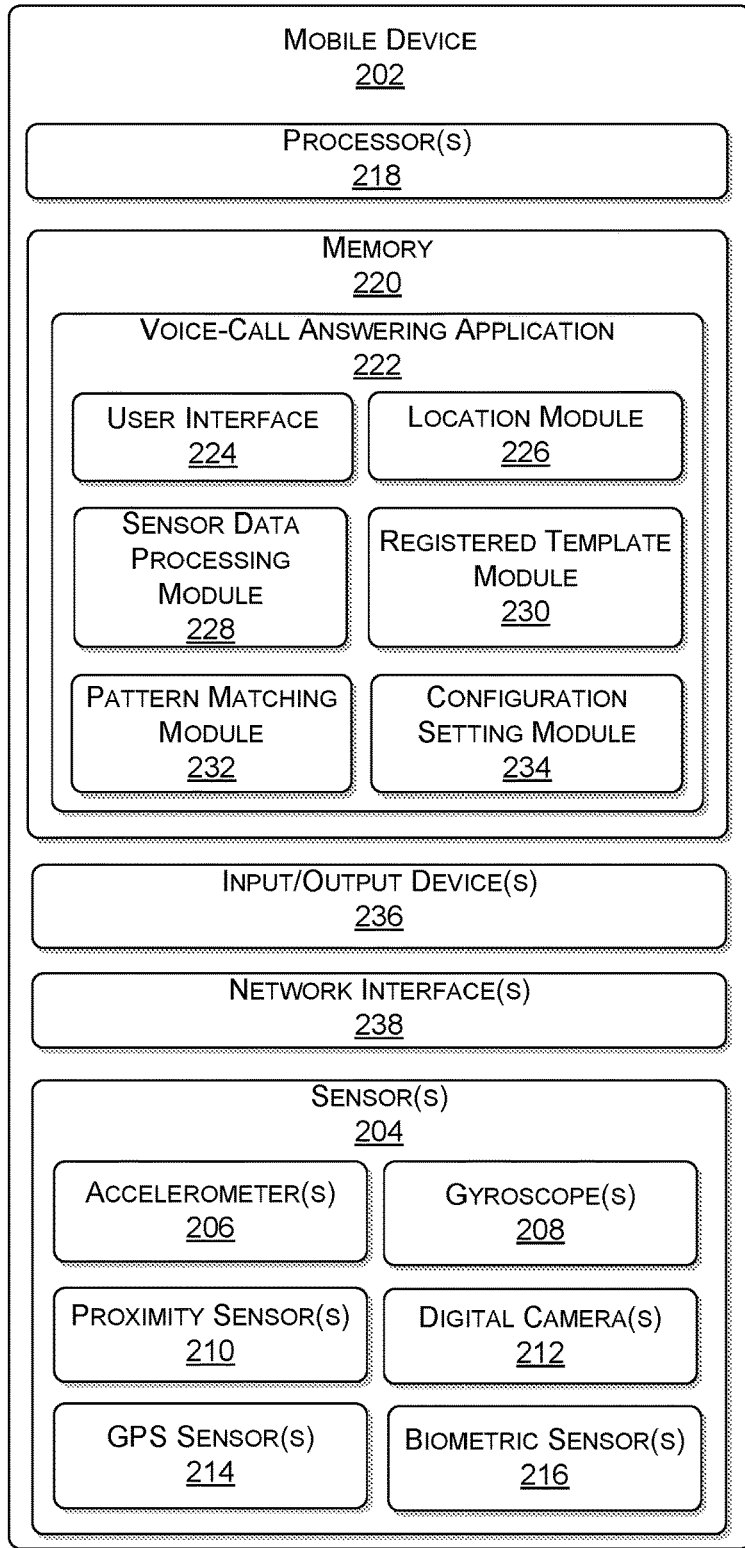 MOBILE DEVICE
202
PROCESSOR(S)
218
MEMORY
220
VOICE-CALL ANSWERING APPLICATION
222
USER INTERFACE
224
LOCATION MODULE
226
SENSOR DATA
PROCESSING
MODULE
228
REGISTERED TEMPLATE
MODULE
230
PATTERN MATCHING
MODULE
232
CONFIGURATION
SETTING MODULE
234
INPUT/OUTPUT DEVICE(S)
236
NETWORK INTERFACE(S)
238
SENSOR(S)
204
ACCELEROMETER(S)
206
GYROSCOPE(S)
208
PROXIMITY SENSOR(S)
210
DIGITAL CAMERA(S)
212
GPS SENSOR(S)
214
BIOMETRIC SENSOR(S)
216